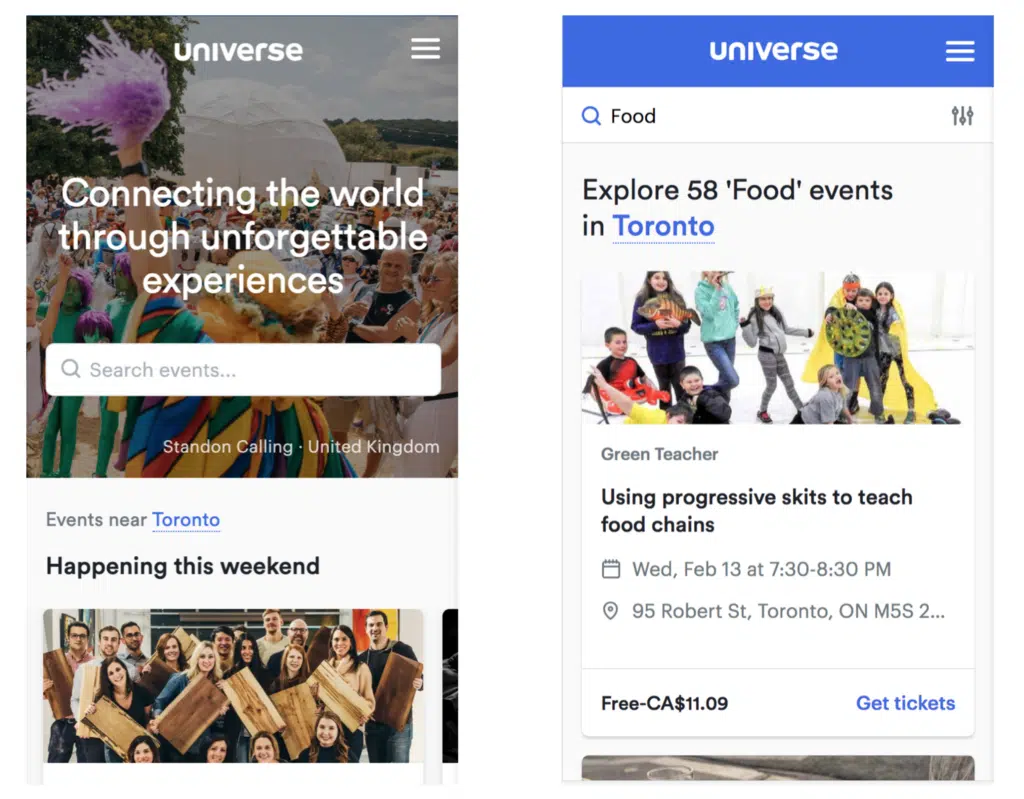 universe
Connecting the world
through unforgettable
experiences
Search events...
Standon Calling · United Kingdom
Events near Toronto
Happening this weekend
universe
Food
Explore 58 'Food' events
in Toronto
Green Teacher
Using progressive skits to teach
food chains
Wed, Feb 13 at 7:30-8:30 PM
95 Robert St, Toronto, ON M5S 2...
Free-CA$11.09
Get tickets